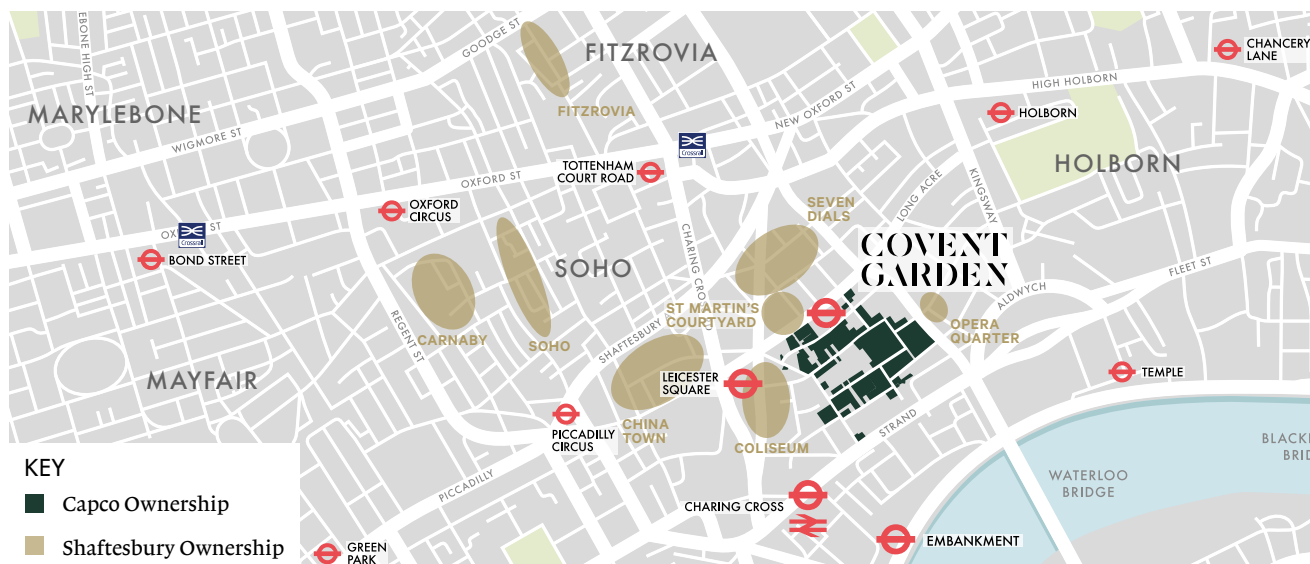 EBONE HIGH ST
GOODGE ST
FITZROVIA
CHANCERY
LANE
HIGH HOLBORN
MARYLEBONE
FITZROVIA
NEW OXFORD ST
HOLBORN
WIGMORE ST
Crossrail
HOLBORN
TOTTENHAM
COURT ROAD
OXFORD ST
KINGSWAY
LONG ACRE
OXFORD
CIRCUS
SEVEN
DIALS
CHARING CRO
OX
ST
Crossrail
COVENT
GARDEN
BOND STREET
SOHO
FLEET ST
ALDWYCH
ST MARTIN'S
COURTYARD
REGENT ST
CARNABY
SOHO
SHAFTESBURY
OPERA
QUARTER
MAYFAIR
LEICESTER
SQUARE
TEMPLE
CHINA
TOWN
STRAND
PICCADILLY
CIRCUS
COLISEUM
BLACK
BRID
KEY
PICCADILLY
WATERLOO
BRIDGE
Capco Ownership
CHARING CROSS
Shaftesbury Ownership
GREEN
PARK
EMBANKMENT